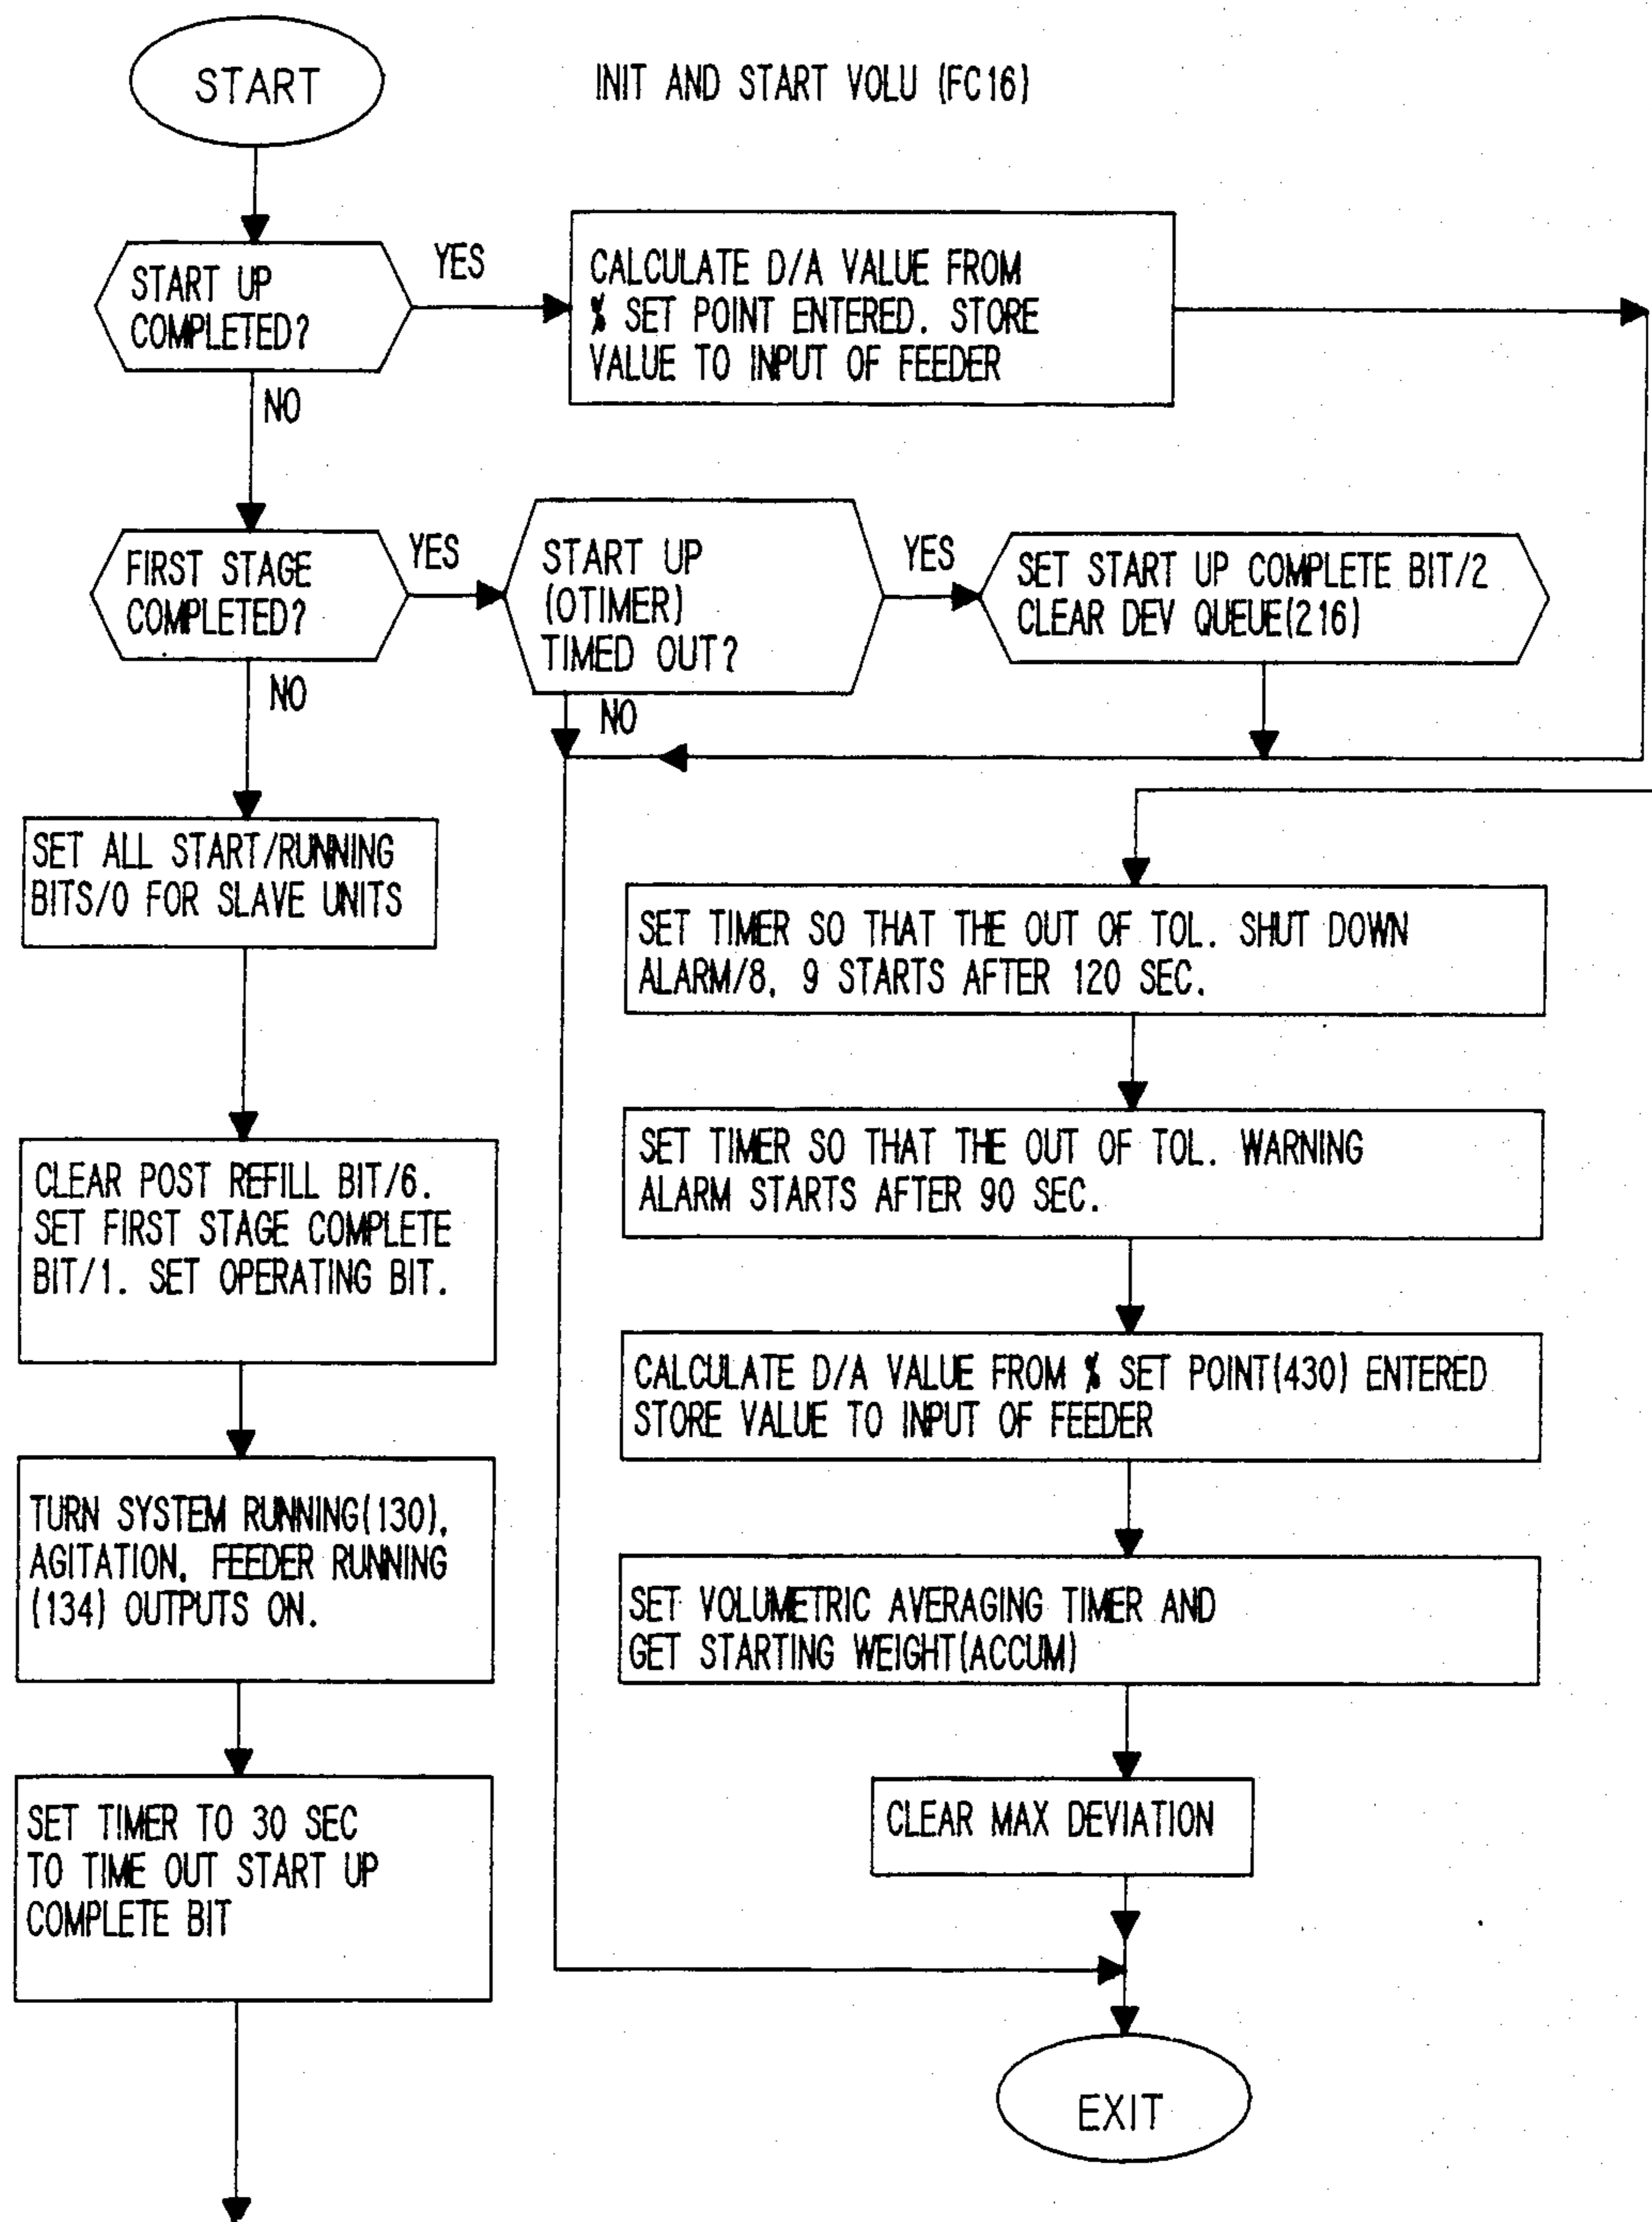 START
INIT AND START VOLU (FC16)
START UP
COMPLETED?
YES
CALCULATE D/A VALUE FROM
% SET POINT ENTERED. STORE
VALUE TO INPUT OF FEEDER
NO
FIRST STAGE
COMPLETED?
YES
START UP
(OTIMER)
TIMED OUT?
YES
SET START UP COMPLETE BIT/2
CLEAR DEV QUEUE(216)
NO
NO
SET ALL START/RUNNING
BITS/0 FOR SLAVE UNITS
CLEAR POST REFILL BIT/6.
SET FIRST STAGE COMPLETE
BIT/1. SET OPERATING BIT.
TURN SYSTEM RUNNING(130),
AGITATION, FEEDER RUNNING
(134) OUTPUTS ON.
SET TIMER TO 30 SEC
TO TIME OUT START UP
COMPLETE BIT
SET TIMER SO THAT THE OUT OF TOL. SHUT DOWN
ALARM/8, 9 STARTS AFTER 120 SEC.
SET TIMER SO THAT THE OUT OF TOL. WARNING
ALARM STARTS AFTER 90 SEC.
CALCULATE D/A VALUE FROM % SET POINT(430) ENTERED
STORE VALUE TO INPUT OF FEEDER
SET VOLUMETRIC AVERAGING TIMER AND
GET STARTING WEIGHT(ACCUM)
CLEAR MAX DEVIATION
EXIT